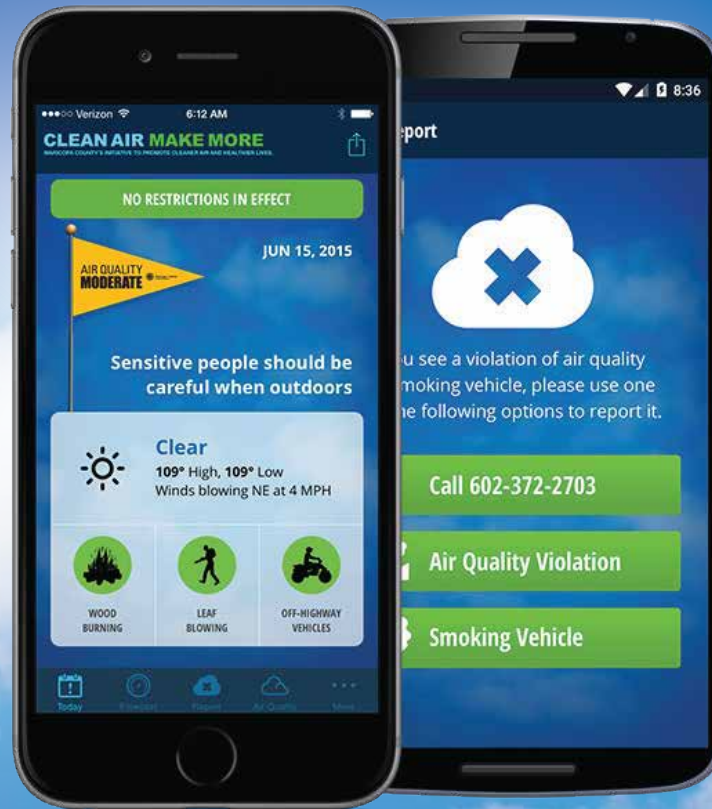 Verizon
6:12 AM
CLEAN AIR MAKE MORE
MARICOPA COUNTY'S INITIATIVE TO PROMOTE CLEANER AIR AND HEALTHIER LIVES.
NO RESTRICTIONS IN EFFECT
JUN 15, 2015
AIR QUALITY
MODERATE
Sensitive people should be
careful when outdoors
Clear
109° High, 109° Low
Winds blowing NE at 4 MPH
WOOD
BURNING
LEAF
BLOWING
OFF-HIGHWAY
VEHICLES
Today
Forecast
Report
Air Quality
More
8:36
eport
u see a violation of air quality
moking vehicle, please use one
he following options to report it.
Call 602-372-2703
Air Quality Violation
Smoking Vehicle